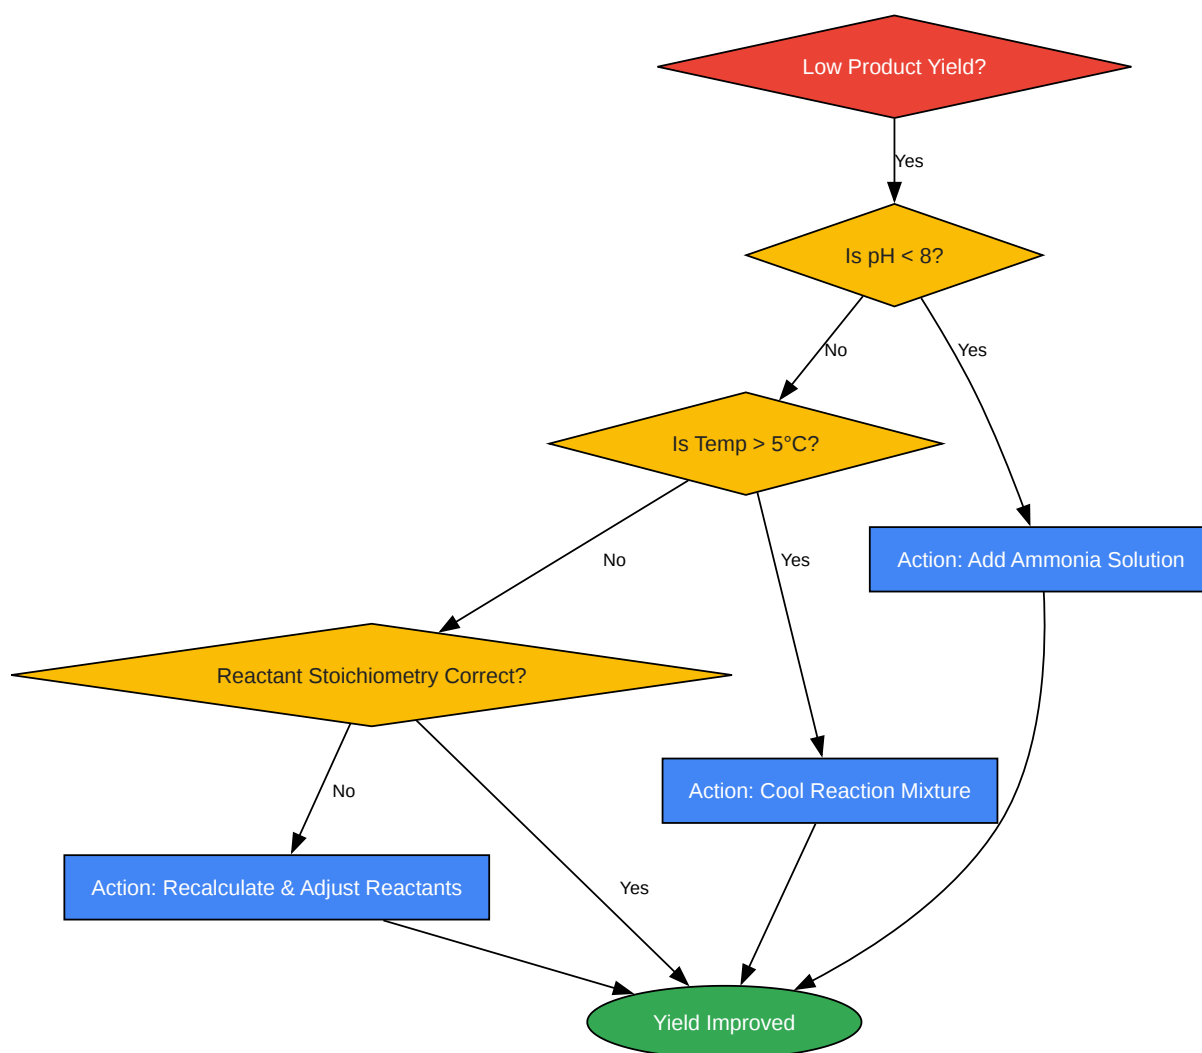 Low Product Yield?
Yes
Is pH < 8?
No
Yes
Is Temp > 5°C?
No
Yes
Action: Add Ammonia Solution
Reactant Stoichiometry Correct?
No
Action: Cool Reaction Mixture
Action: Recalculate & Adjust Reactants
Yes
Yield Improved